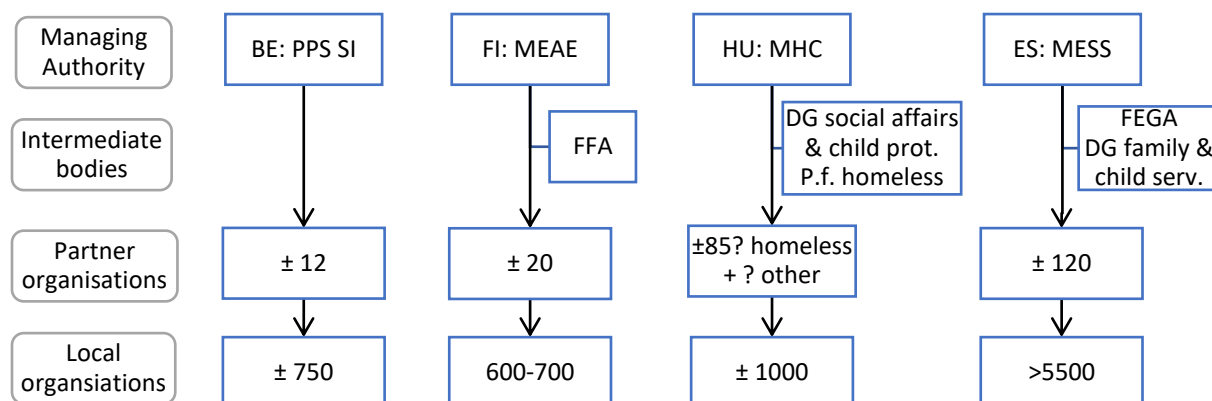 Managing
Authority
BE: PPS SI
FI: MEAE
HU: MHC
ES: MESS
Intermediate
bodies
FFA
DG social affairs
& child prot.
P.f. homeless
FEGA
DG family &
child serv.
Partner
organisations
± 12
± 20
±85? homeless
+ ? other
± 120
Local
organsiations
± 750
600-700
± 1000
>5500